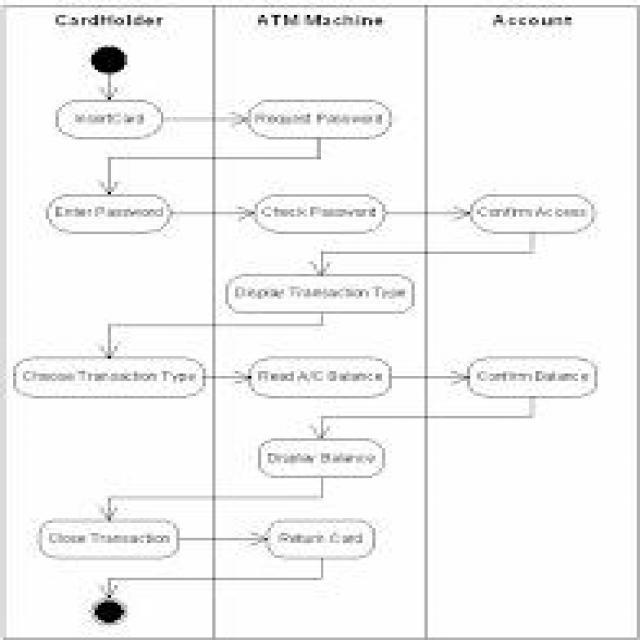 CardHolder
ATM Machine
Account
InsertCard
Request Password
Enter Password
Check Password
Confirm Access
Display Transaction Type
Choose Transaction Type
Read A/C Balance
Confirm Balance
Display Balance
Close Transaction
Return Card